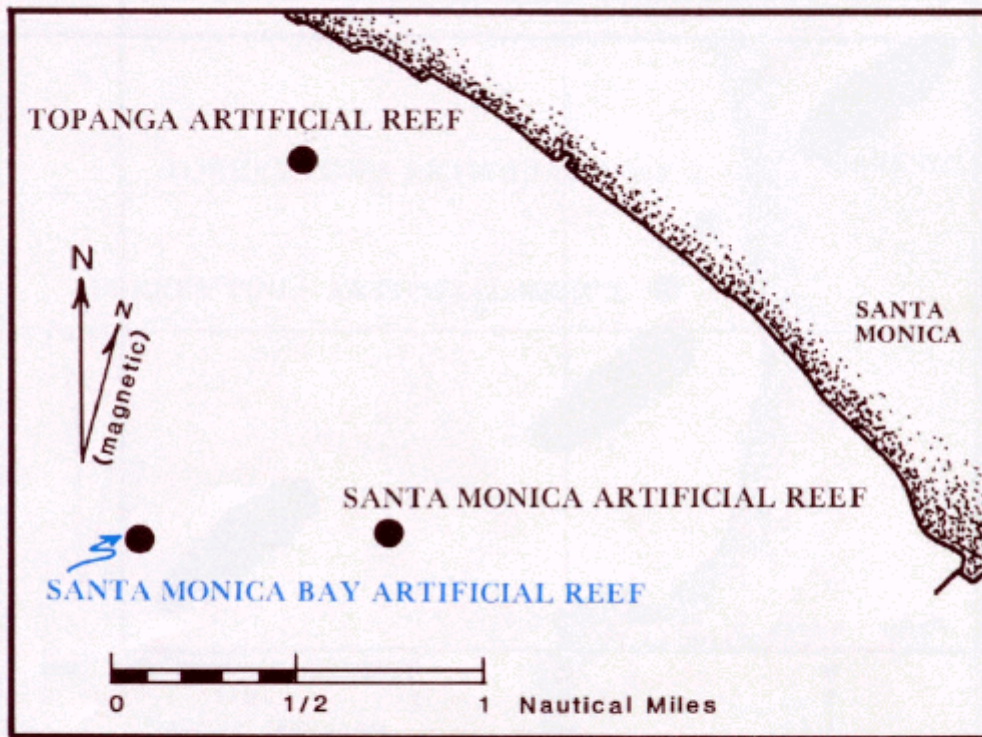 TOPANGA ARTIFICIAL REEF
N
N
(magnetic)
SANTA
MONICA
SANTA MONICA ARTIFICIAL REEF
SANTA MONICA BAY ARTIFICIAL REEF
0 1/2 1 Nautical Miles